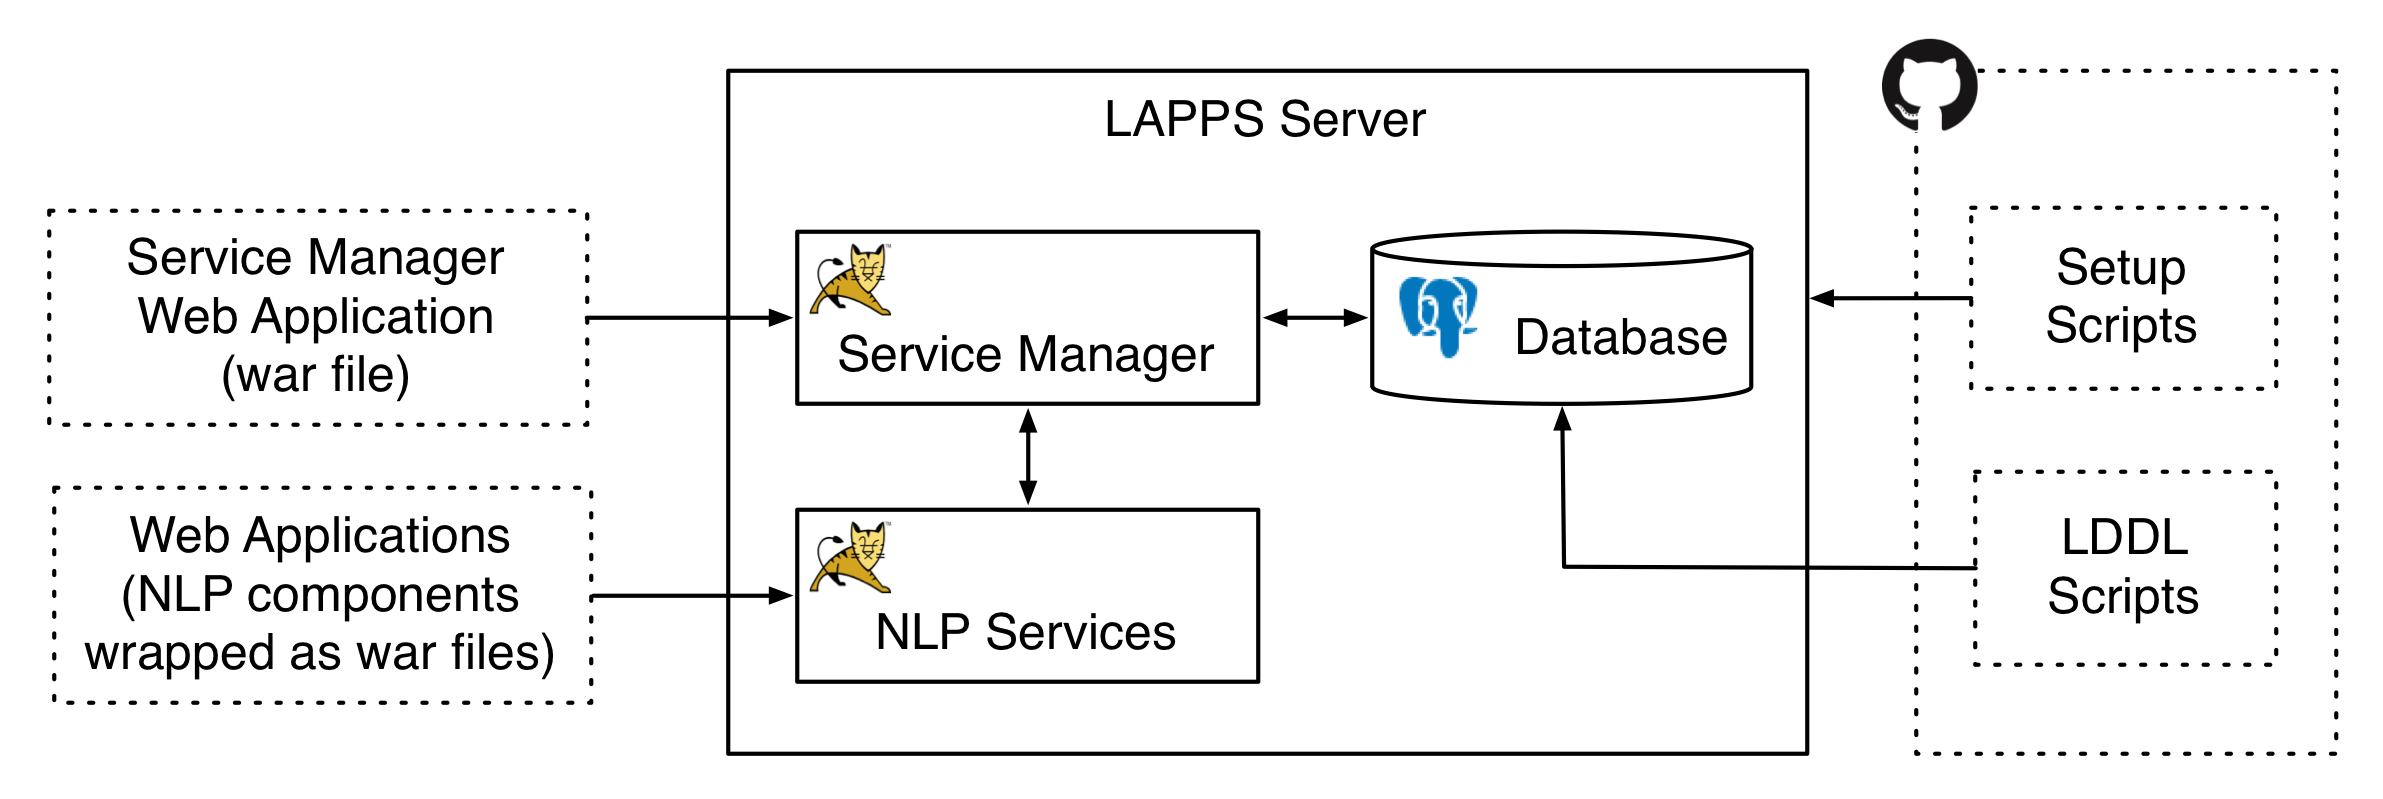 LAPPS Server
Service Manager
Web Application
(war file)
Service Manager
Database
Setup
Scripts
Web Applications
(NLP components
wrapped as war files)
NLP Services
LDDL
Scripts